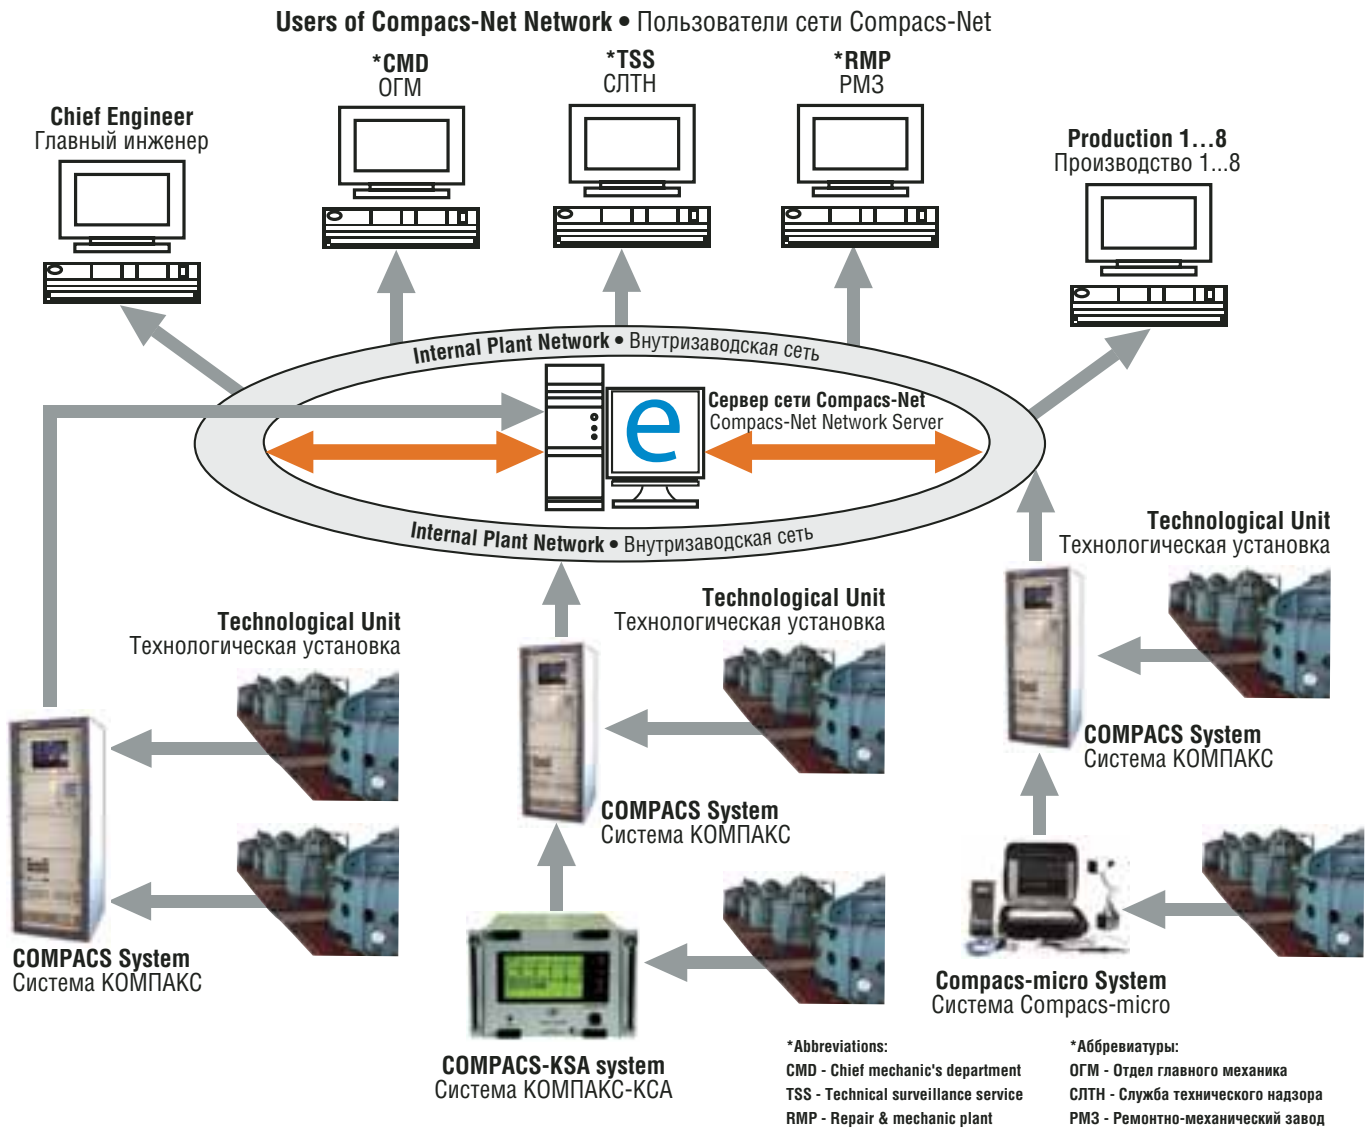 Users of Compacs-Net Network • Пользователи сети Compacs-Net
*CMD
ОГМ
*TSS
СЛТН
*RMP
РМЗ
Chief Engineer
Главный инженер
Production 1...8
Производство 1...8
Internal Plant Network • Внутризаводская сеть
Сервер сети Compacs-Net
Compacs-Net Network Server
e
Internal Plant Network • Внутризаводская сеть
Technological Unit
Технологическая установка
Technological Unit
Технологическая установка
Technological Unit
Технологическая установка
COMPACS System
Система КОМПАКС
COMPACS System
Система КОМПАКС
COMPACS System
Система КОМПАКС
Compacs-micro System
Система Compacs-micro
COMPACS-KSA system
Система КОМПАКС-КСА
*Abbreviations:
CMD - Chief mechanic's department
TSS - Technical surveillance service
RMP - Repair & mechanic plant
*Аббревиатуры:
ОГМ - Отдел главного механика
СЛТН - Служба технического надзора
РМЗ - Ремонтно-механический завод